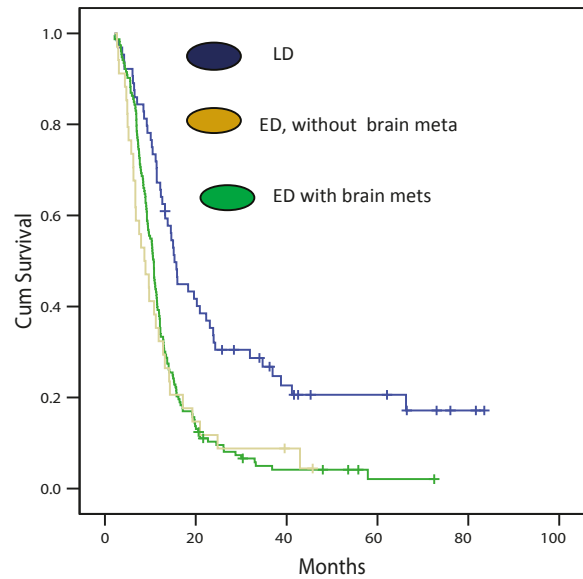 1.0
0.8
0.6
0.4
0.2
0.0
Cum Survival
LD
ED, without brain meta
ED with brain mets
0 20 40 60 80 100
Months